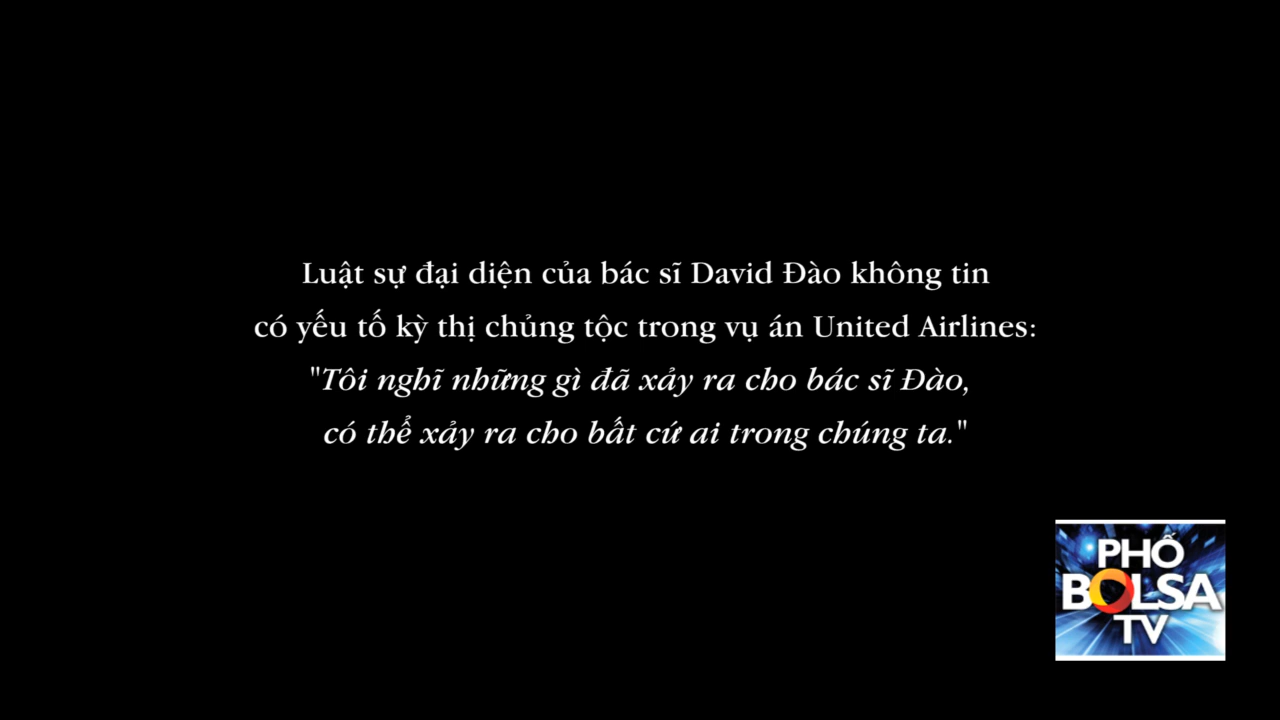 Luật sự đại diện của bác sĩ David Đào không tin
có yếu tố kỳ thị chủng tộc trong vụ án United Airlines:
"Tôi nghĩ những gì đã xảy ra cho bác sĩ Đào,
có thể xảy ra cho bất cứ ai trong chúng ta."
PHỐ
BOLSA
TV